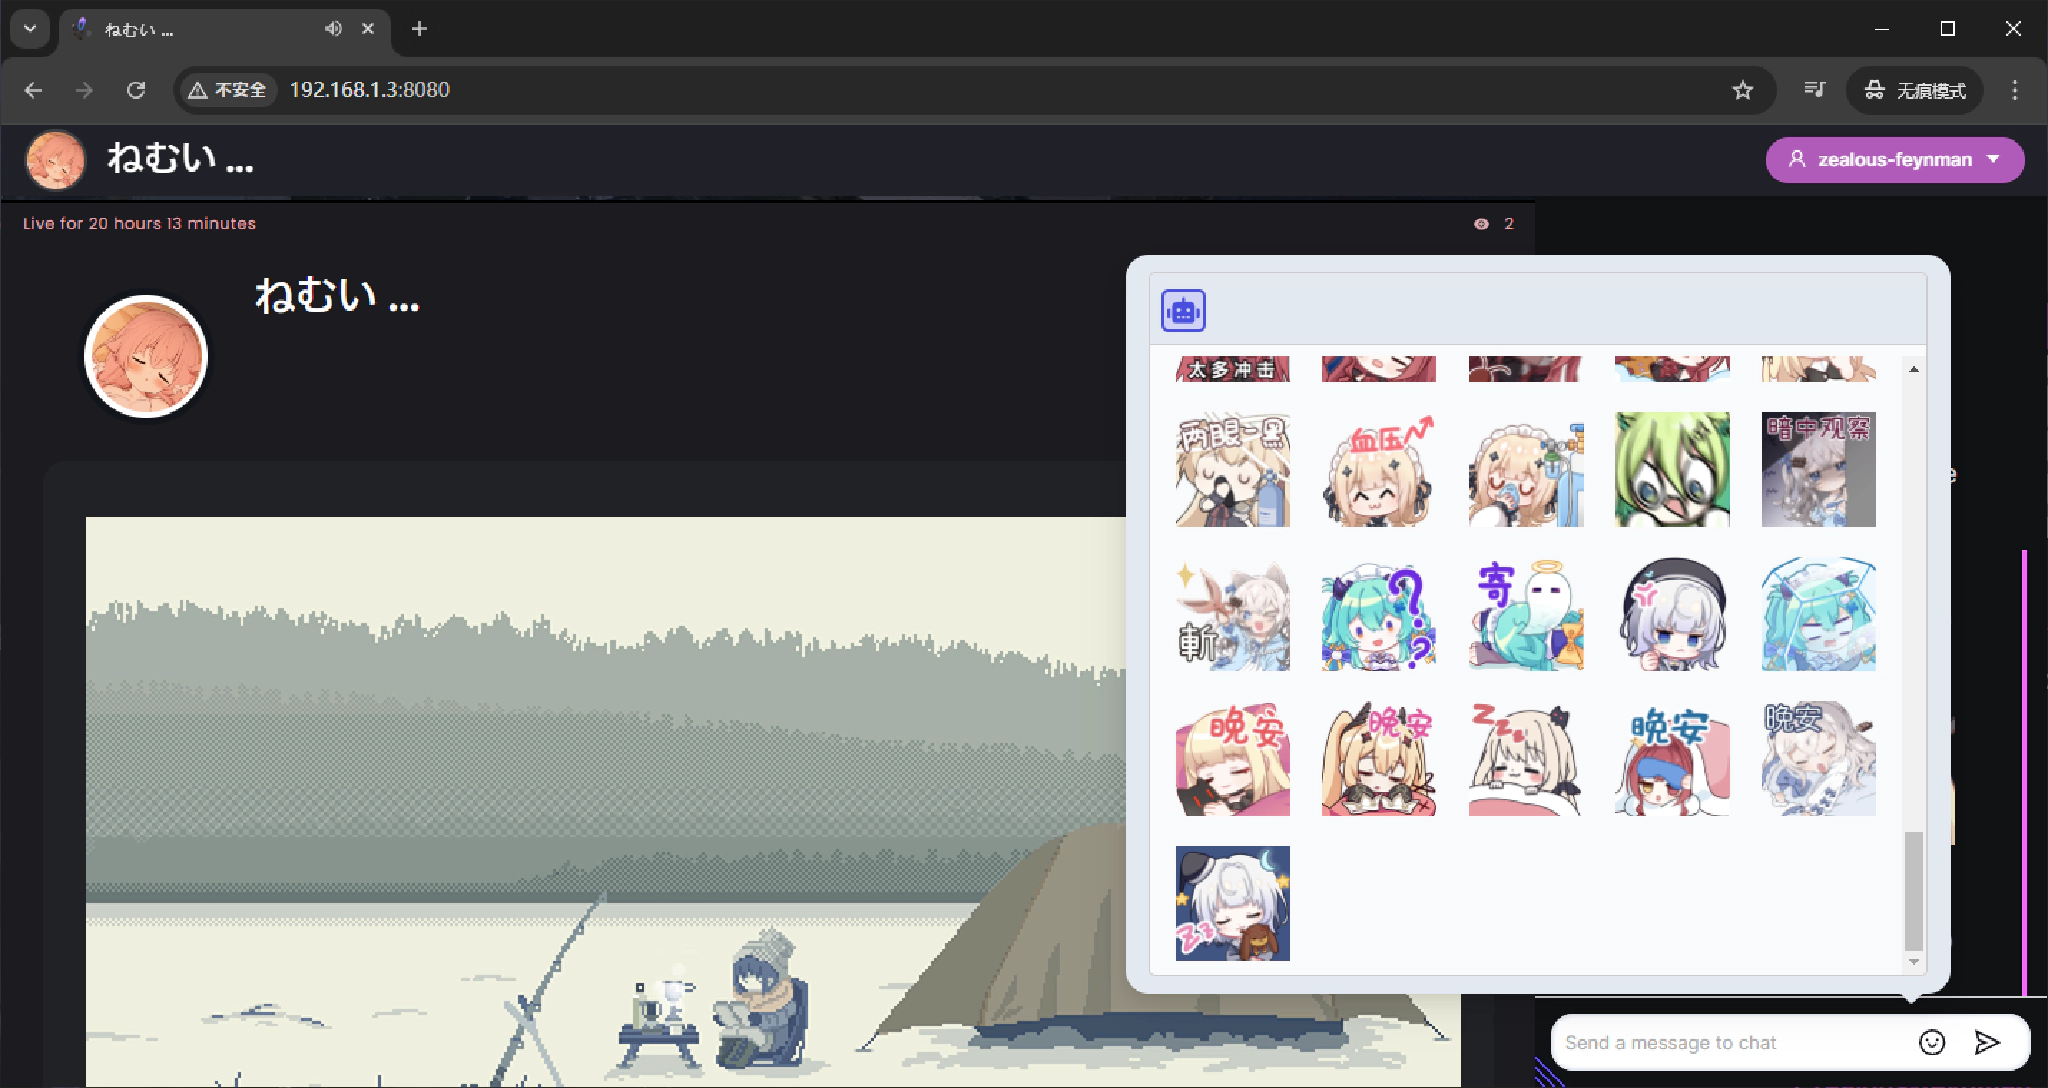 ねむい ...
不安全
192.168.1.3:8080
无痕模式
ねむい ...
zealous-feynman
Live for 20 hours 13 minutes
2
ねむい ...
太多冲击
两眼一黑
血压
暗中观察
斬
? ?
寄
晚安
晚安
Zzz
晚安
晚安
zz
Send a message to chat